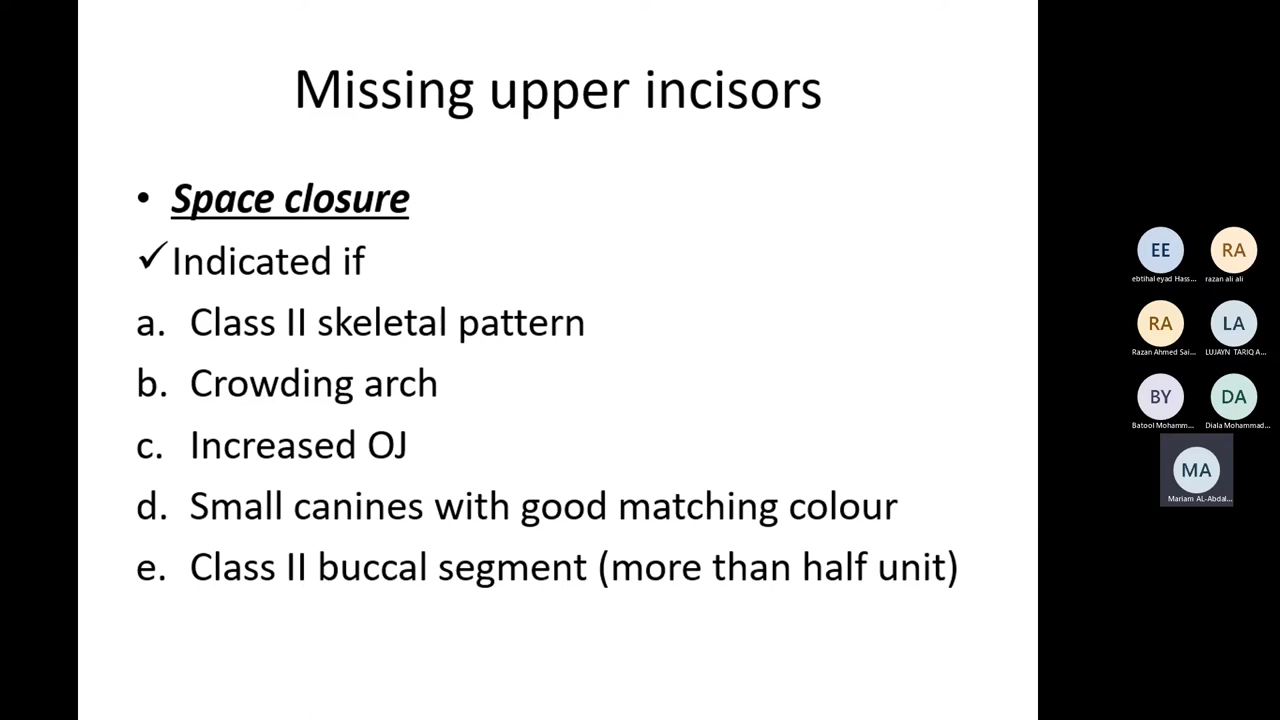 Missing upper incisors
• Space closure
✓Indicated if
a. Class II skeletal pattern
b. Crowding arch
c. Increased OJ
d. Small canines with good matching colour
e. Class II buccal segment (more than half unit)
EE RA
ebtihal eyad Hass... razan ali ali
RA LA
Razan Ahmed Sai... LUJAYN TARIQ A...
BY DA
Batool Mohamm... Diala Mohammad...
MA
Mariam AL-Abdal...